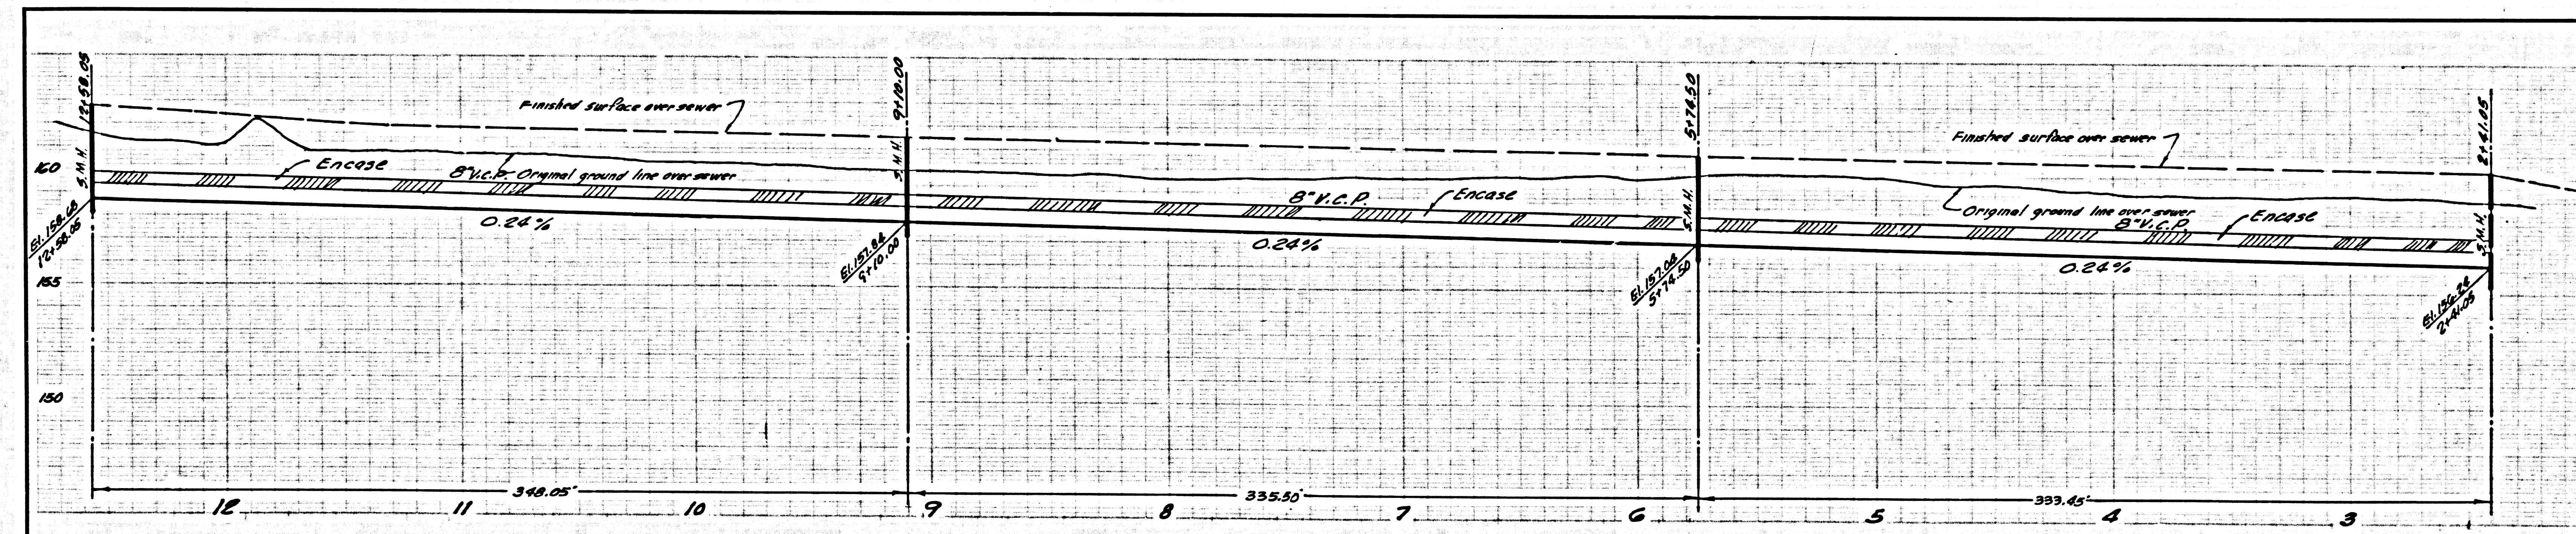 12+58.05
9+10.00
5+74.50
2+41.05
Finished surface over sewer
Finished surface over sewer
S.M.H.
S.M.H.
S.M.H.
S.M.H.
160
Encase
8" V.C.P.
Original ground line over sewer
8" V.C.P.
Encase
Original ground line over sewer
8" V.C.P.
Encase
0.24%
0.24%
0.24%
El. 158.68
12+58.05
El. 157.84
9+10.00
El. 157.04
5+74.50
El. 156.24
2+41.05
155
150
348.05'
335.50'
333.45'
12
11
10
9
8
7
6
5
4
3